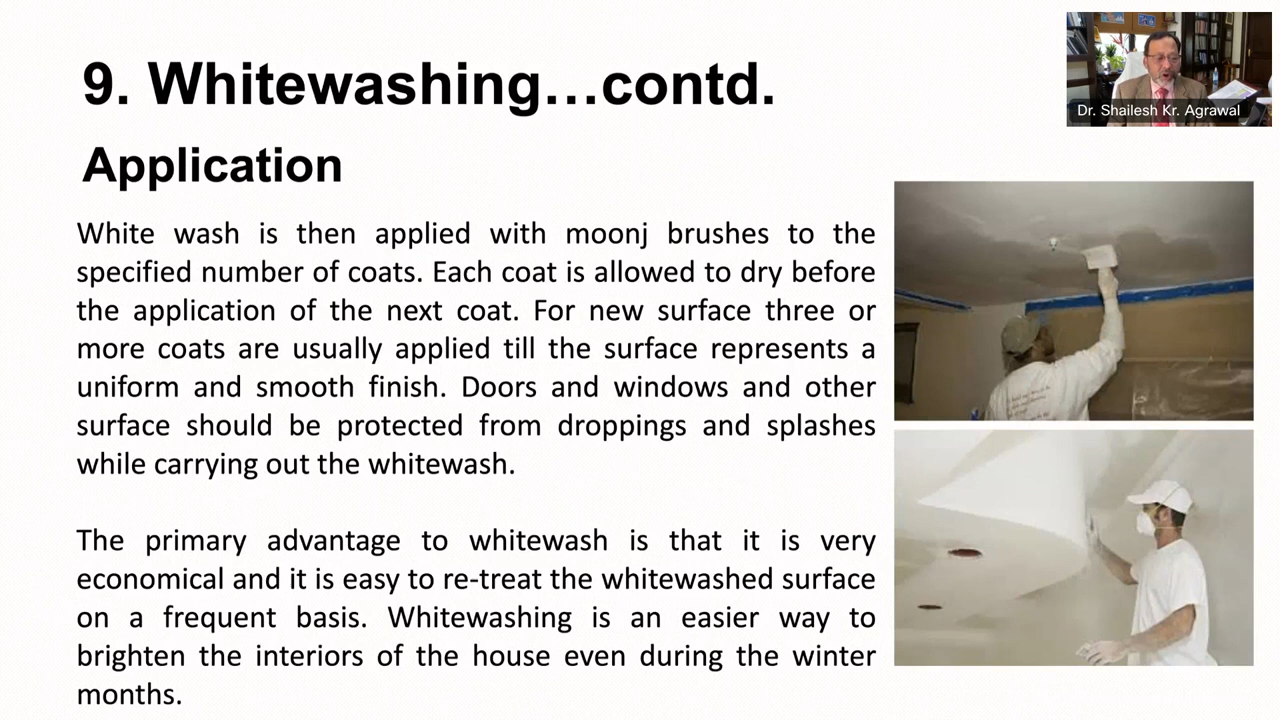 9. Whitewashing...contd.
Dr. Shailesh Kr. Agrawal
Application
White wash is then applied with moonj brushes to the
specified number of coats. Each coat is allowed to dry before
the application of the next coat. For new surface three or
more coats are usually applied till the surface represents a
uniform and smooth finish. Doors and windows and other
surface should be protected from droppings and splashes
while carrying out the whitewash.
The primary advantage to whitewash is that it is very
economical and it is easy to re-treat the whitewashed surface
on a frequent basis. Whitewashing is an easier way to
brighten the interiors of the house even during the winter
months.